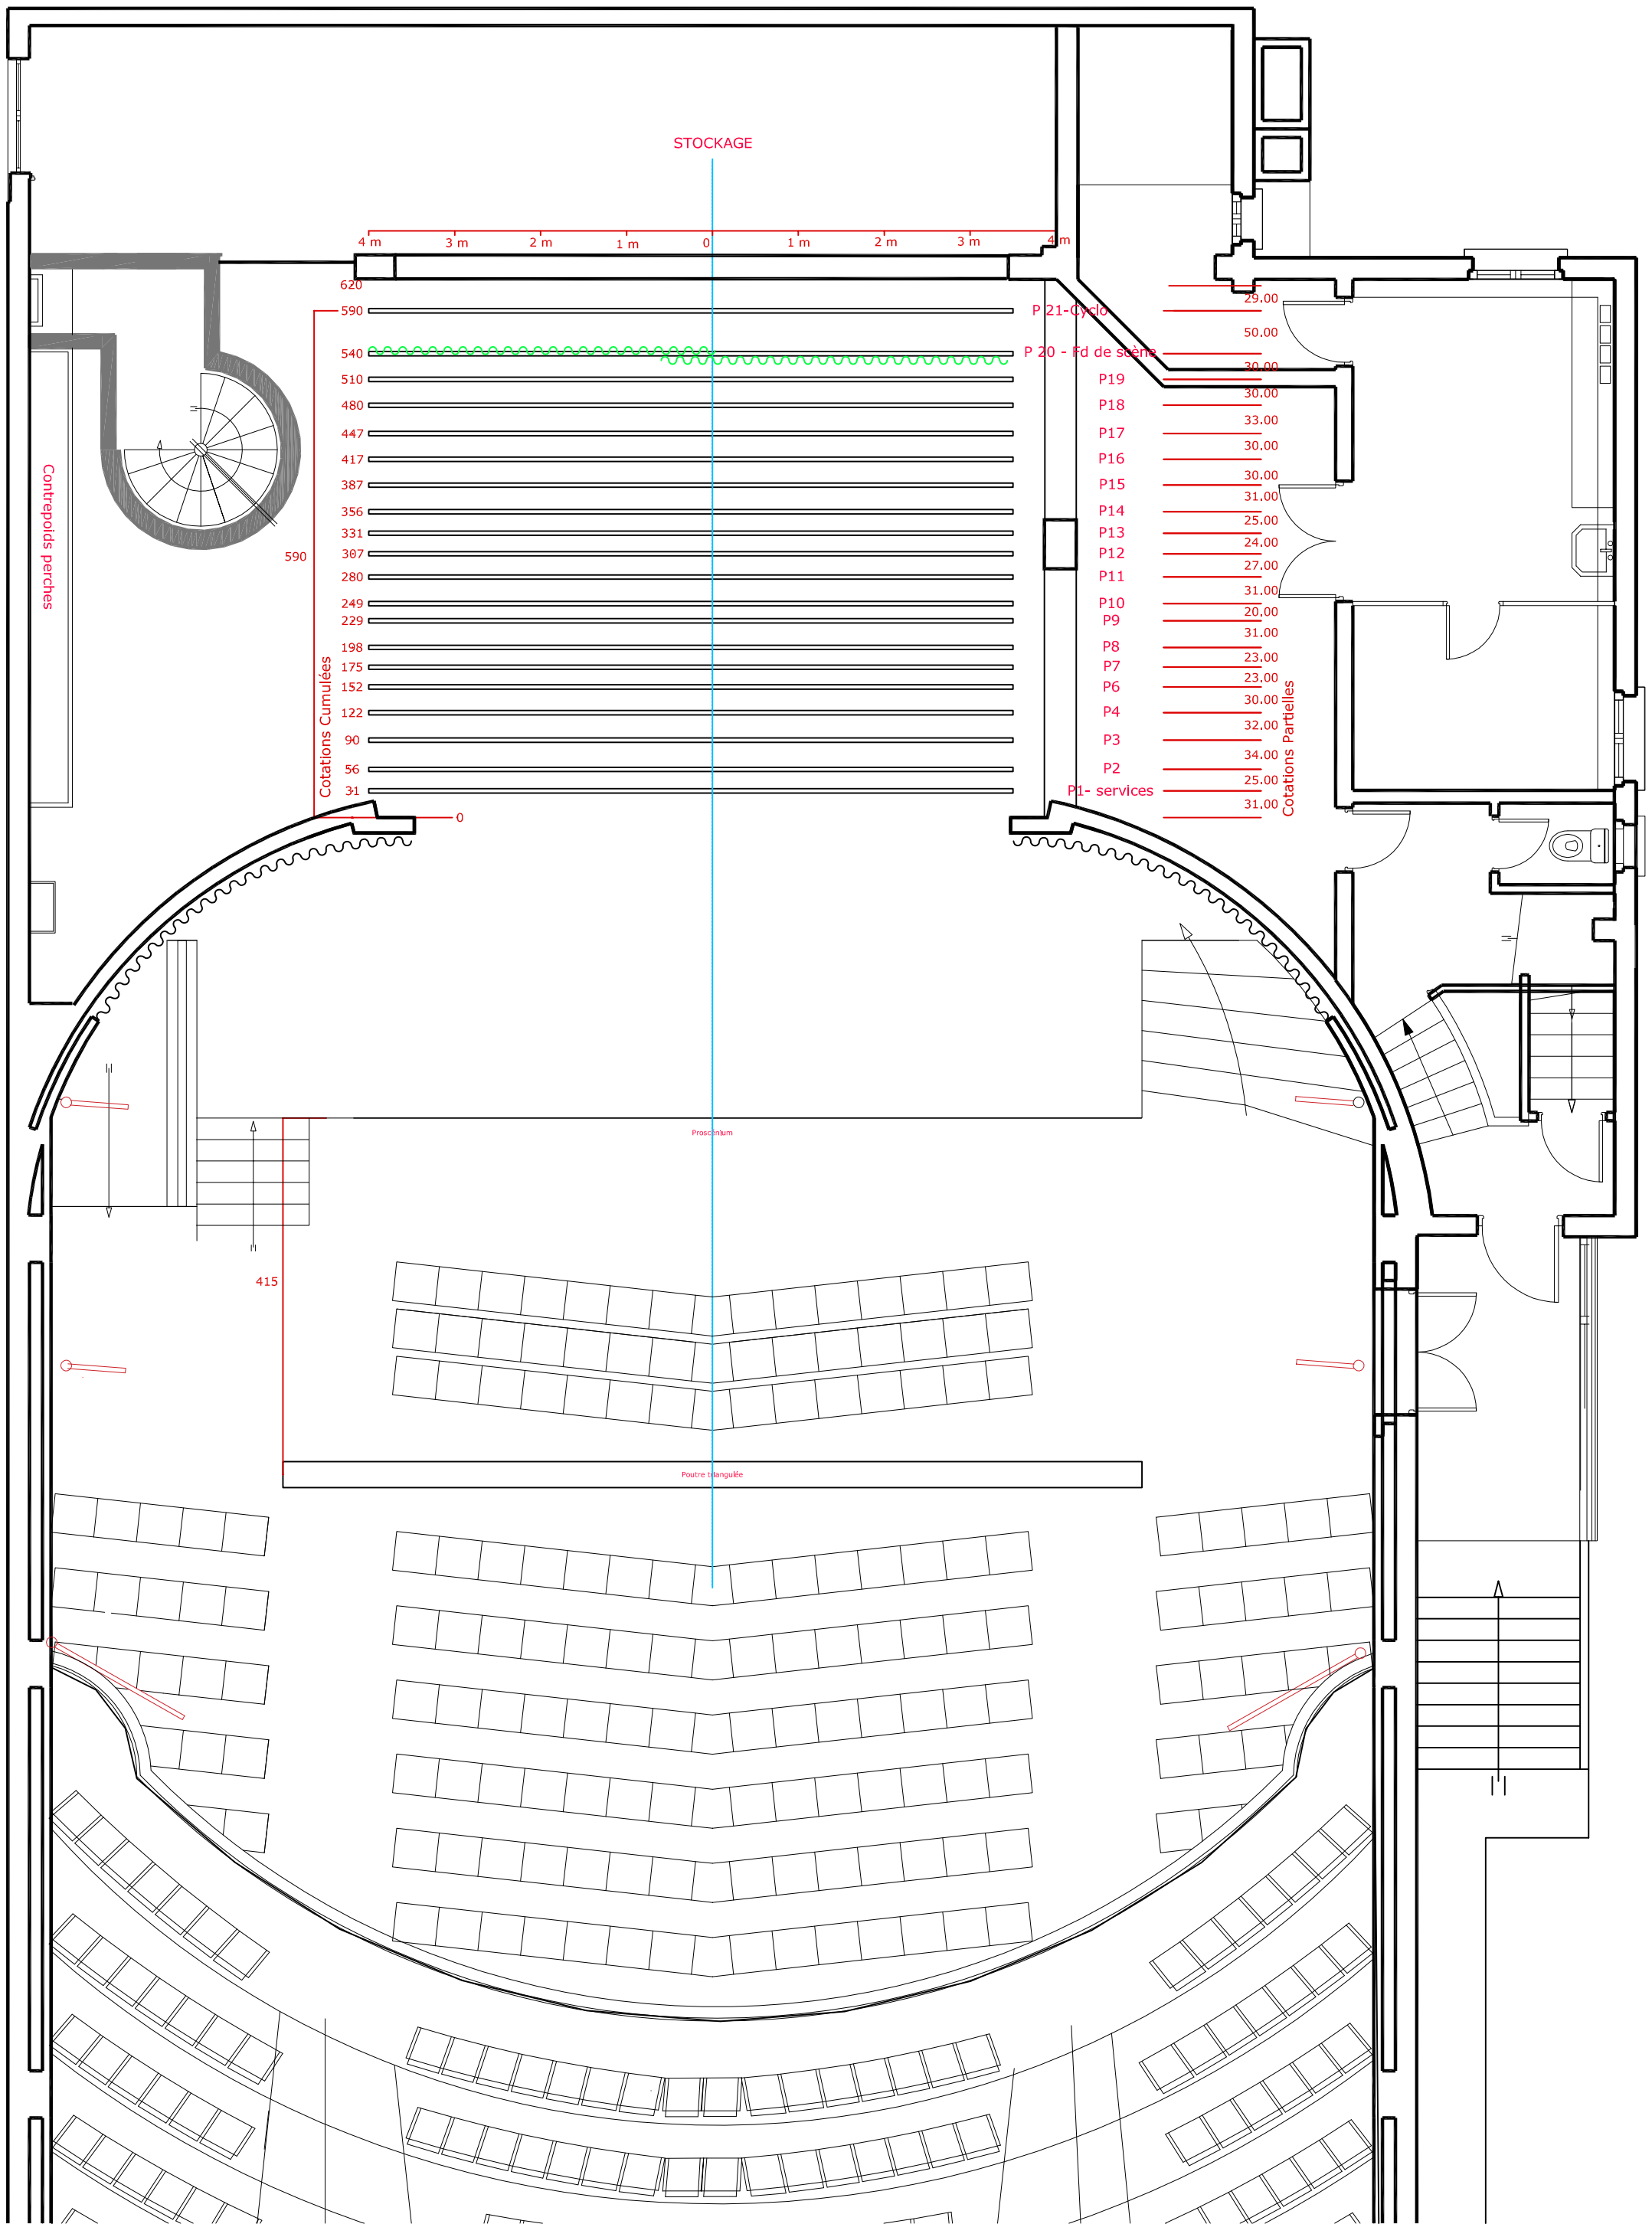 STOCKAGE
4 m 3 m 2 m 1 m 0 1 m 2 m 3 m 4 m
620 29.00
590 P 21-Cyclo
50.00
540 P 20 - Fd de scène
30.00
510 P19
30.00
480 P18
33.00
447 P17
30.00
417 P16
30.00
387 P15
31.00
356 P14
25.00
331 P13
24.00
307 P12
27.00
280 P11
31.00
249 P10
20.00
229 P9
31.00
198 P8
23.00
175 P7
23.00
152 P6
30.00
122 P4
32.00
90 P3
34.00
56 P2
25.00
31 P1- services
31.00
0
590
Contrepoids perches
Cotations Cumulées
Cotations Partielles
Proscénium
415
Poutre triangulée